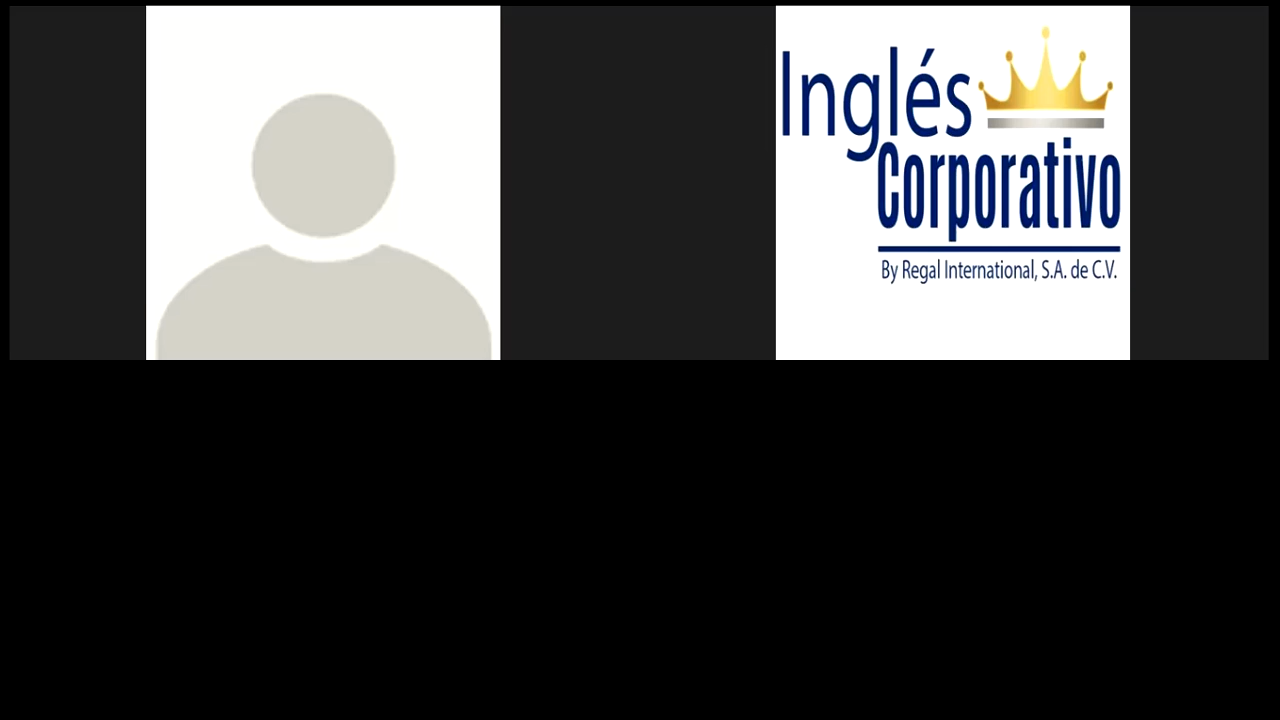 Inglés
Corporativo
By Regal International, S.A. de C.V.